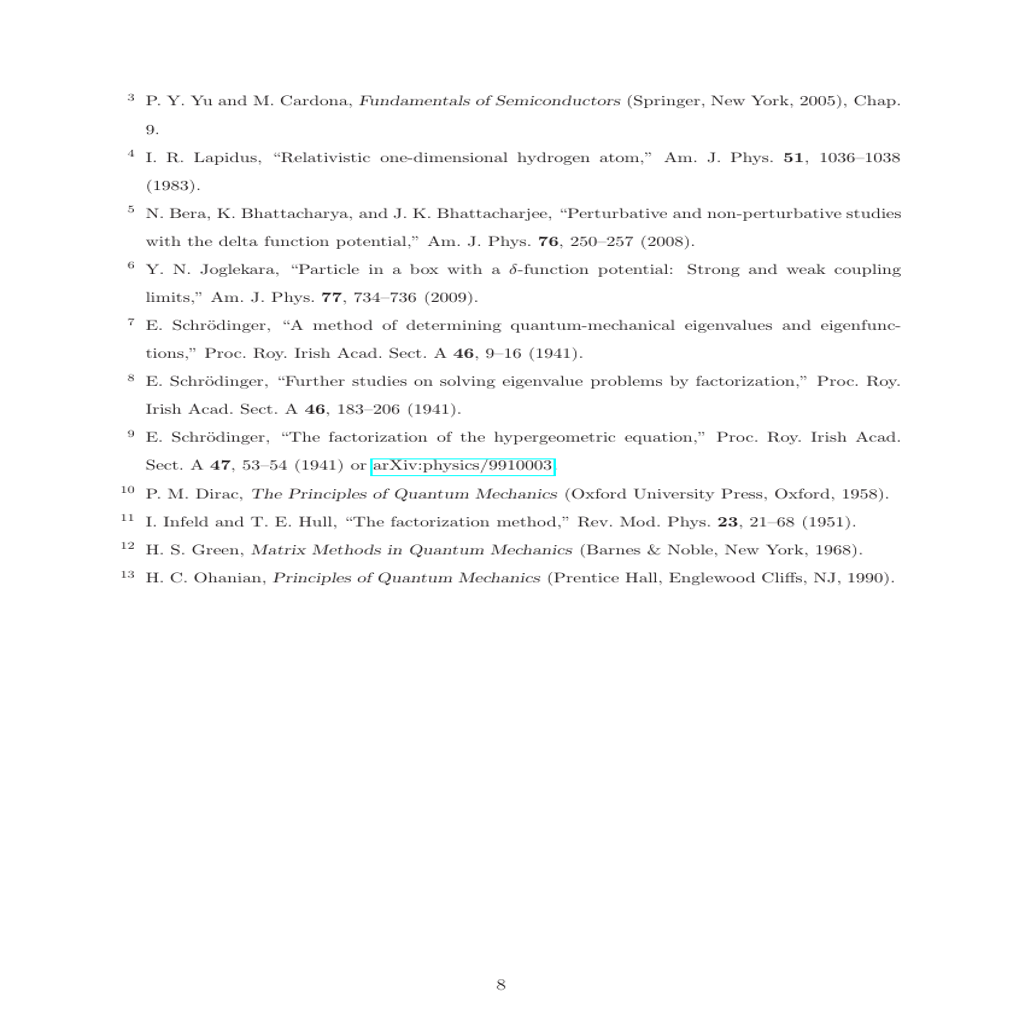 3 P. Y. Yu and M. Cardona, Fundamentals of Semiconductors (Springer, New York, 2005), Chap.
9.
4 I. R. Lapidus, “Relativistic one-dimensional hydrogen atom,” Am. J. Phys. 51, 1036–1038
(1983).
5 N. Bera, K. Bhattacharya, and J. K. Bhattacharjee, “Perturbative and non-perturbative studies
with the delta function potential,” Am. J. Phys. 76, 250–257 (2008).
6 Y. N. Joglekara, “Particle in a box with a δ-function potential: Strong and weak coupling
limits,” Am. J. Phys. 77, 734–736 (2009).
7 E. Schrödinger, “A method of determining quantum-mechanical eigenvalues and eigenfunc-
tions,” Proc. Roy. Irish Acad. Sect. A 46, 9–16 (1941).
8 E. Schrödinger, “Further studies on solving eigenvalue problems by factorization,” Proc. Roy.
Irish Acad. Sect. A 46, 183–206 (1941).
9 E. Schrödinger, “The factorization of the hypergeometric equation,” Proc. Roy. Irish Acad.
Sect. A 47, 53–54 (1941) or arXiv:physics/9910003
10 P. M. Dirac, The Principles of Quantum Mechanics (Oxford University Press, Oxford, 1958).
11 I. Infeld and T. E. Hull, “The factorization method,” Rev. Mod. Phys. 23, 21–68 (1951).
12 H. S. Green, Matrix Methods in Quantum Mechanics (Barnes & Noble, New York, 1968).
13 H. C. Ohanian, Principles of Quantum Mechanics (Prentice Hall, Englewood Cliffs, NJ, 1990).
8